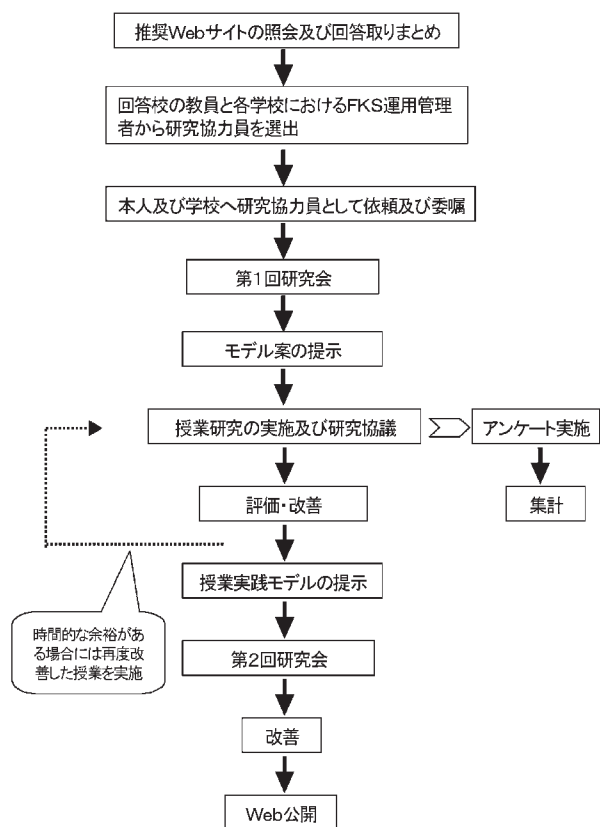 推奨Webサイトの照会及び回答取りまとめ
回答校の教員と各学校におけるFKS運用管理
者から研究協力員を選出
本人及び学校へ研究協力員として依頼及び委嘱
第1回研究会
モデル案の提示
授業研究の実施及び研究協議
アンケート実施
評価・改善
集計
授業実践モデルの提示
時間的な余裕があ
る場合には再度改
善した授業を実施
第2回研究会
改善
Web公開